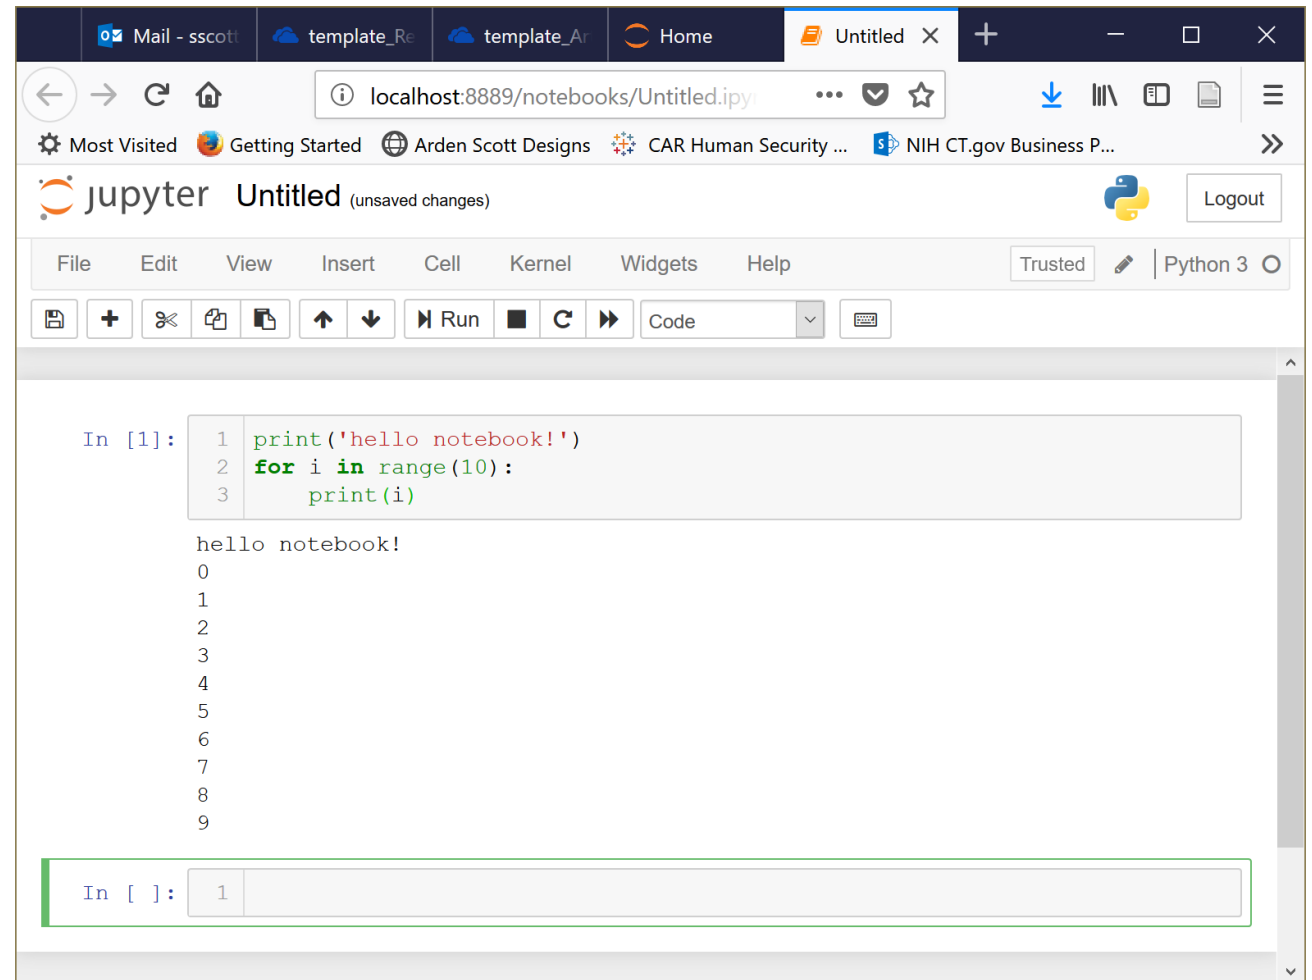 Mail - sscott template_Re template_Ar Home Untitled
localhost:8889/notebooks/Untitled.ipy
Most Visited Getting Started Arden Scott Designs CAR Human Security ... NIH CT.gov Business P...
jupyter Untitled (unsaved changes) Logout
File Edit View Insert Cell Kernel Widgets Help Trusted Python 3
Run Code
In [1]: 1 print('hello notebook!')
2 for i in range(10):
3 print(i)
hello notebook!
0
1
2
3
4
5
6
7
8
9
In [ ]: 1